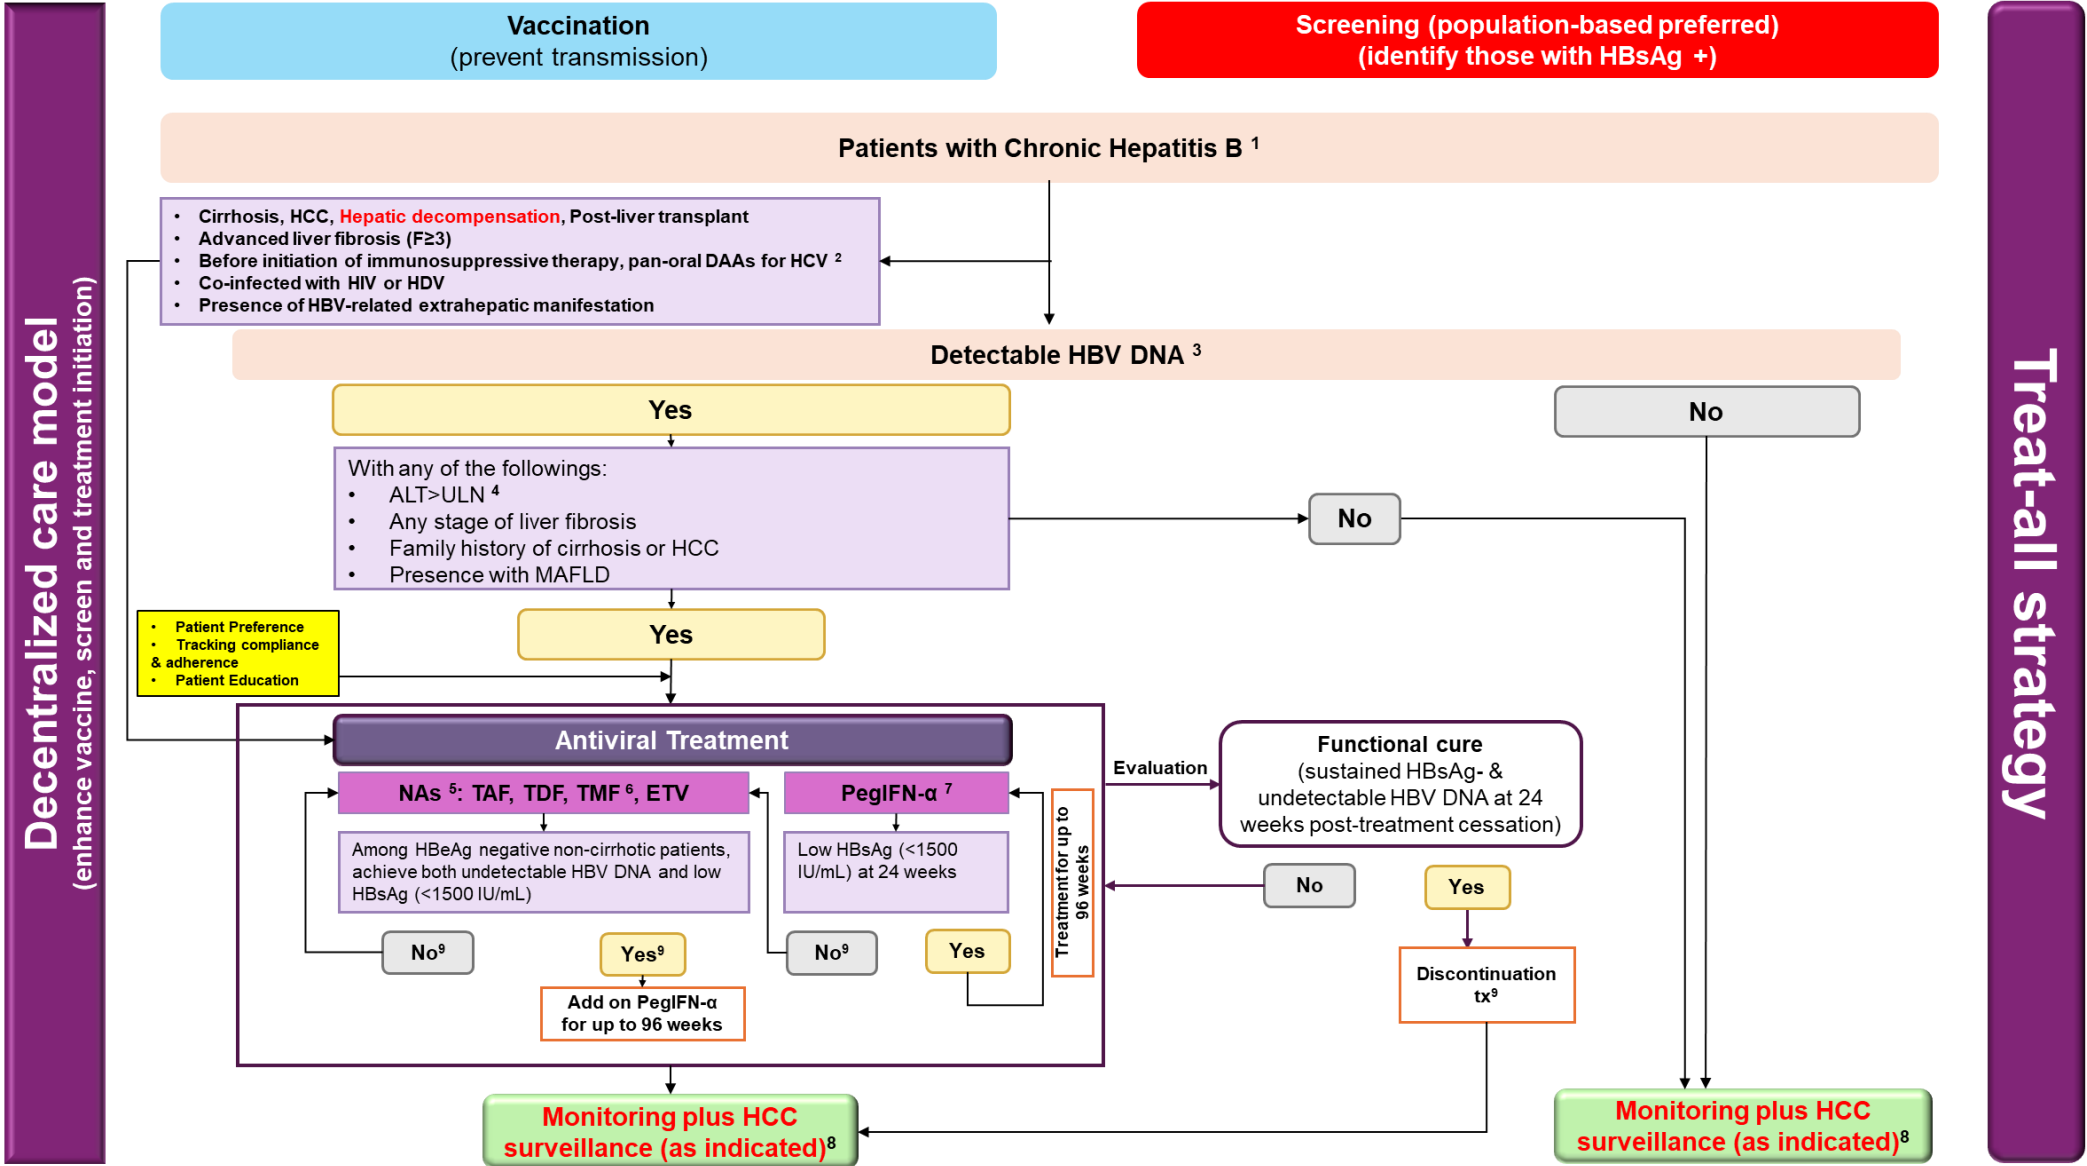 Decentralized care model
(enhance vaccine, screen and treatment initiation)
Vaccination
(prevent transmission)
Screening (population-based preferred)
(identify those with HBsAg +)
Treat-all strategy
Patients with Chronic Hepatitis B 1
• Cirrhosis, HCC, Hepatic decompensation, Post-liver transplant
• Advanced liver fibrosis (F≥3)
• Before initiation of immunosuppressive therapy, pan-oral DAAs for HCV 2
• Co-infected with HIV or HDV
• Presence of HBV-related extrahepatic manifestation
Detectable HBV DNA 3
Yes
No
With any of the followings:
• ALT>ULN 4
• Any stage of liver fibrosis
• Family history of cirrhosis or HCC
• Presence with MAFLD
No
Yes
• Patient Preference
• Tracking compliance
& adherence
• Patient Education
Antiviral Treatment
NAs 5: TAF, TDF, TMF 6, ETV
PegIFN-α 7
Among HBeAg negative non-cirrhotic patients,
achieve both undetectable HBV DNA and low
HBsAg (<1500 IU/mL)
Low HBsAg (<1500
IU/mL) at 24 weeks
Treatment for up to
96 weeks
No9
Yes9
No9
Yes
Add on PegIFN-α
for up to 96 weeks
Evaluation
Functional cure
(sustained HBsAg- &
undetectable HBV DNA at 24
weeks post-treatment cessation)
No
Yes
Discontinuation
tx9
Monitoring plus HCC
surveillance (as indicated)8
Monitoring plus HCC
surveillance (as indicated)8